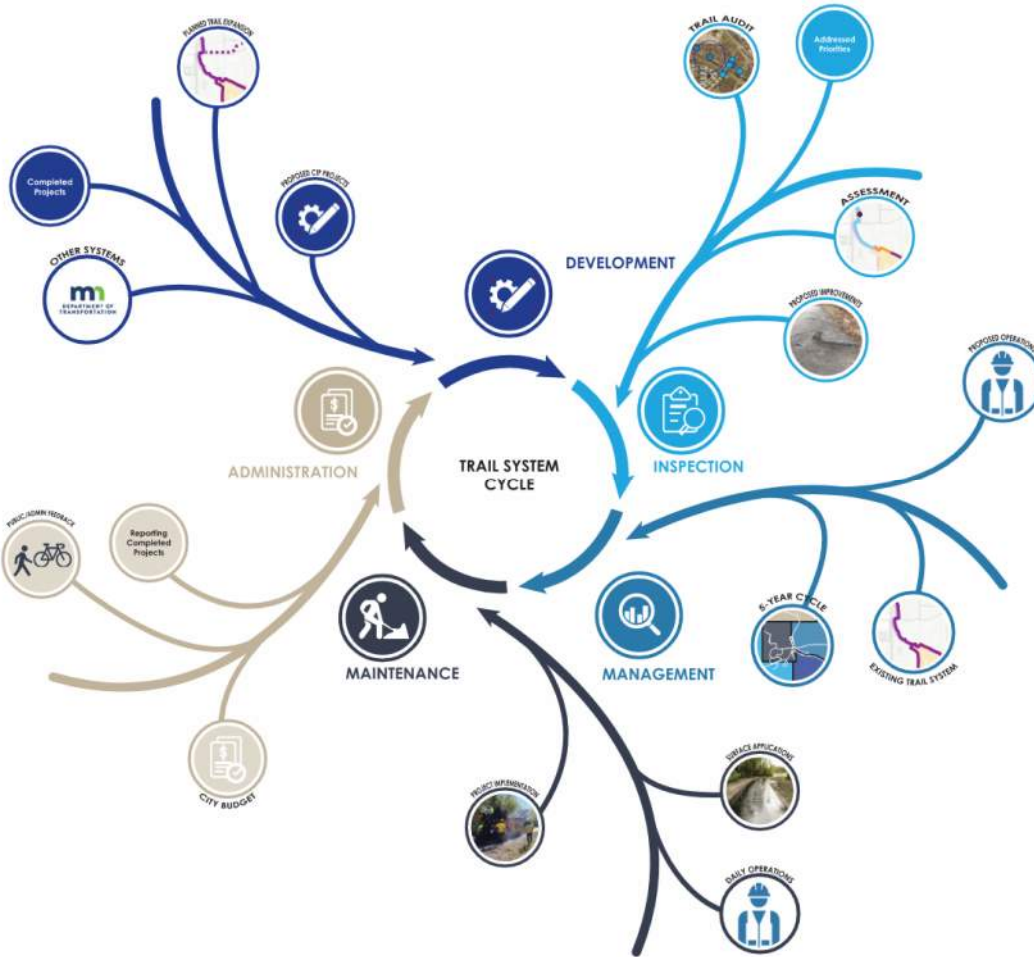 PLANNED TRAIL EXPANSION
TRAIL AUDIT
Addressed
Priorities
Completed
Projects
PROPOSED CIP PROJECTS
ASSESSMENT
OTHER SYSTEMS
mn
DEPARTMENT OF
TRANSPORTATION
DEVELOPMENT
PROPOSED IMPROVEMENTS
PROPOSED OPERATIONS
ADMINISTRATION
TRAIL SYSTEM
CYCLE
INSPECTION
PUBLIC/ADMIN FEEDBACK
Reporting
Completed
Projects
5-YEAR CYCLE
MAINTENANCE
MANAGEMENT
EXISTING TRAIL SYSTEM
CITY BUDGET
PROJECT IMPLEMENTATION
SURFACE APPLICATIONS
DAILY OPERATIONS